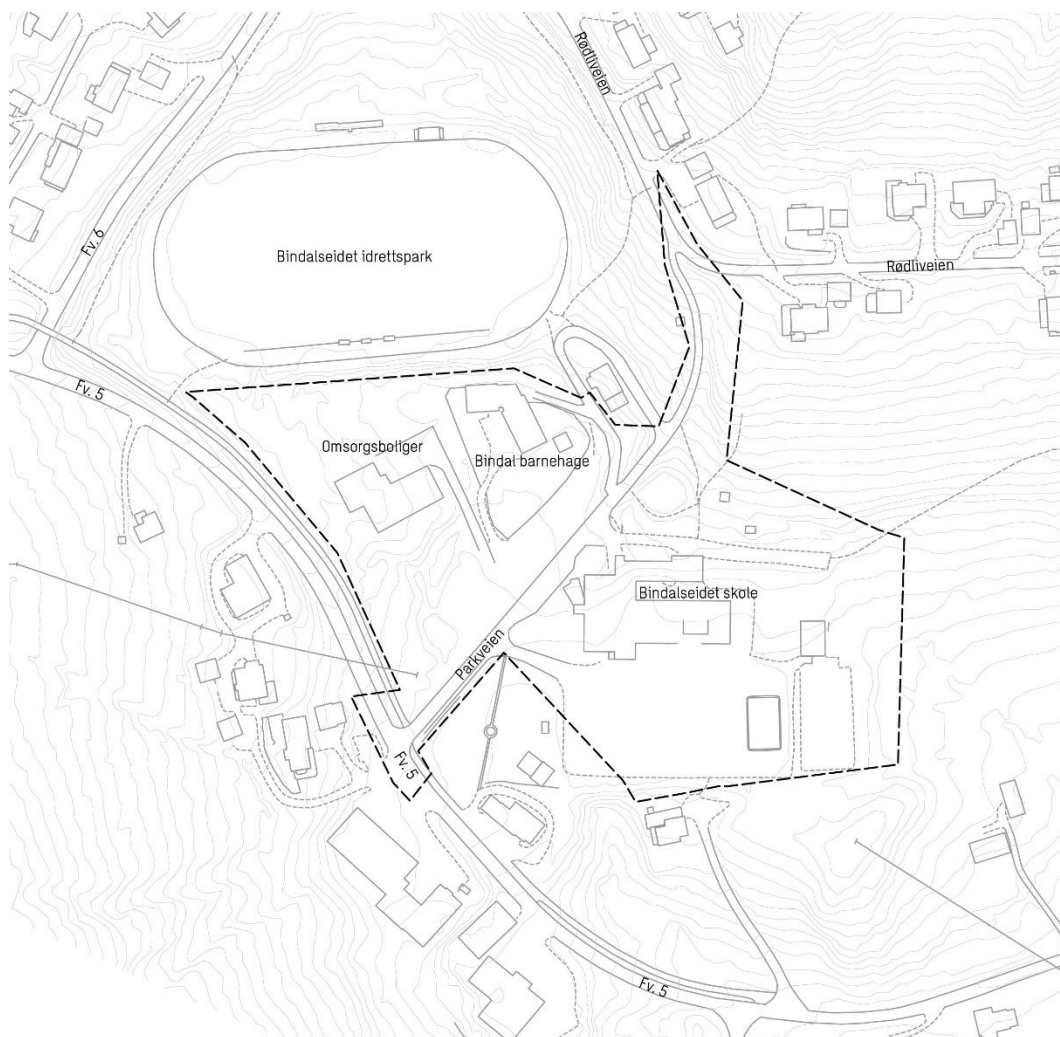 Rødliveien
Fv. 6
Bindalseidet idrettspark
Rødliveien
Fv. 5
Omsorgsboliger
Bindal barnehage
Bindalseidet skole
Parkveien
Fv. 5
Fv. 5